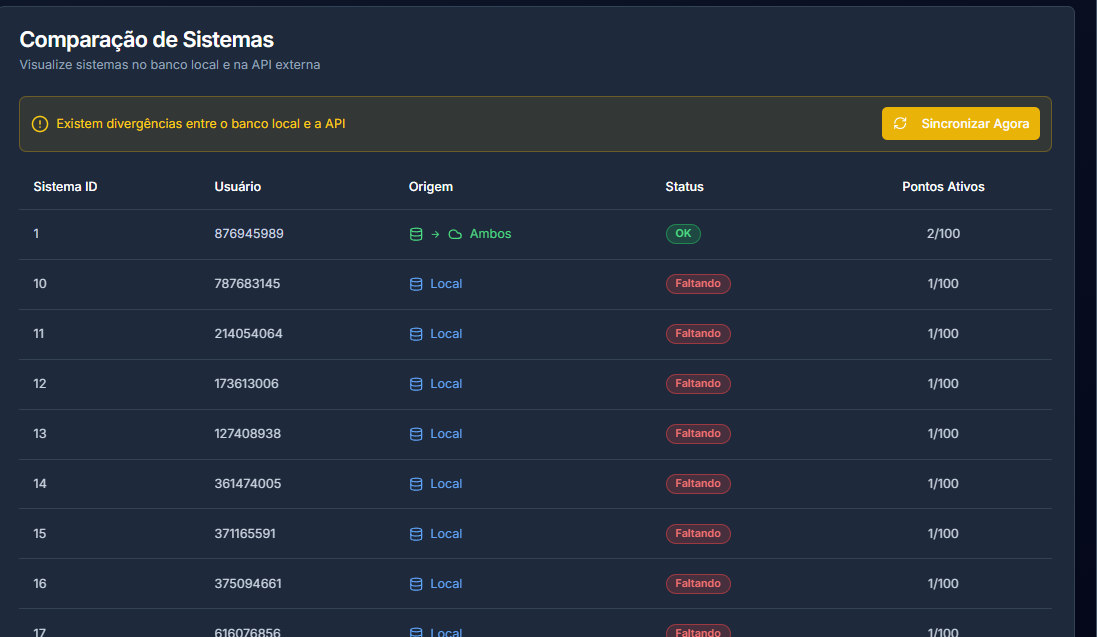 Comparação de Sistemas
Visualize sistemas no banco local e na API externa
Existem divergências entre o banco local e a API Sincronizar Agora
Sistema ID Usuário Origem Status Pontos Ativos
1 876945989 Ambos OK 2/100
10 787683145 Local Faltando 1/100
11 214054064 Local Faltando 1/100
12 173613006 Local Faltando 1/100
13 127408938 Local Faltando 1/100
14 361474005 Local Faltando 1/100
15 371165591 Local Faltando 1/100
16 375094661 Local Faltando 1/100
17 616076856 Local Faltando 1/100